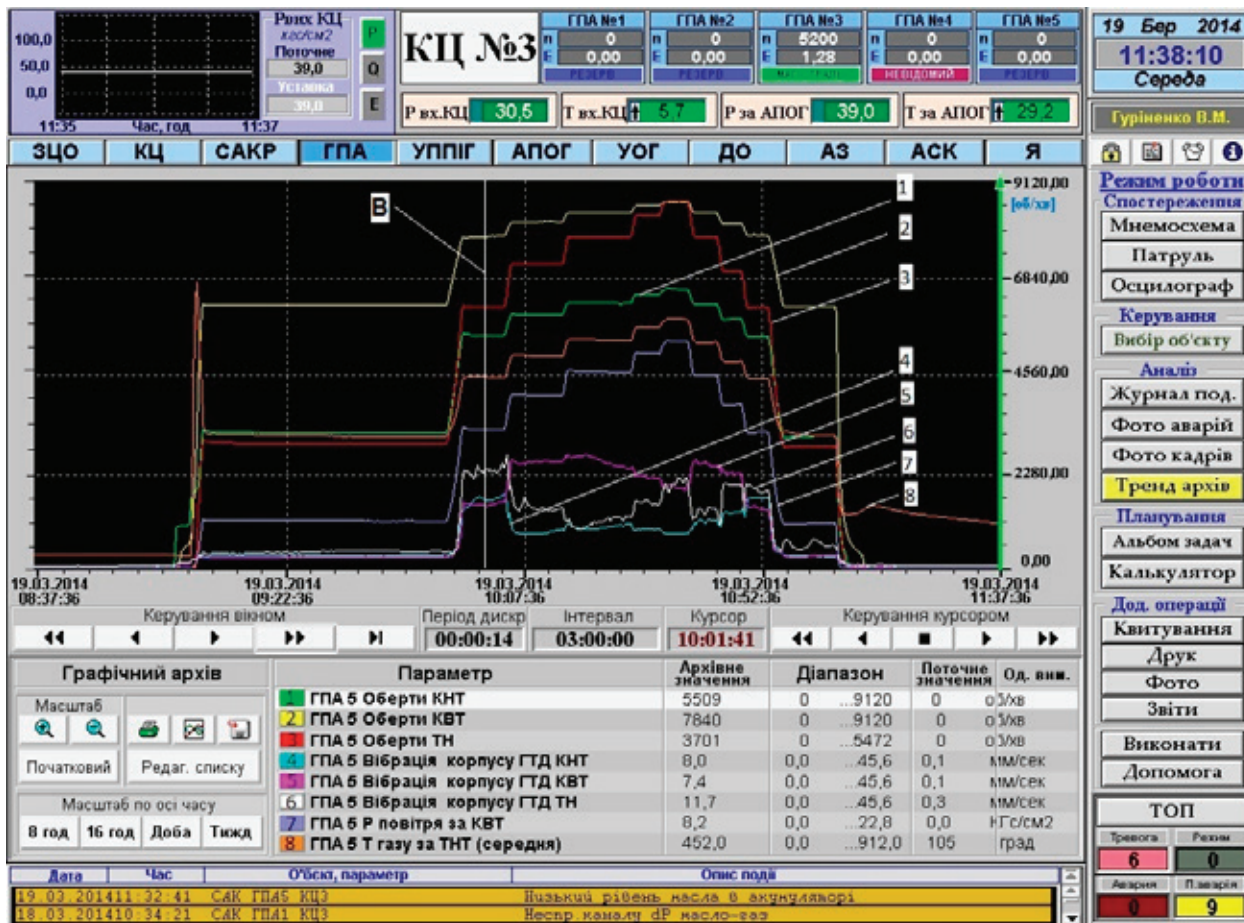 Рвих КЦ
кгс/см2
Поточне
39,0
Уставка
39,0
100,0
50,0
0,0
11:35 Час, год 11:37
P
Q
E
КЦ №3
ГПА №1 ГПА №2 ГПА №3 ГПА №4 ГПА №5
n 0 n 0 n 5200 n 0 n 0
E 0,00 E 0,00 E 1,28 E 0,00 E 0,00
РЕЗЕРВ РЕЗЕРВ НЕВІДОМИЙ РЕЗЕРВ
Р вх.КЦ 30,5 Т вх.КЦ 5,7 Р за АПОГ 39,0 Т за АПОГ 29,2
19 Бер 2014
11:38:10
Середа
Гуріненко В.М.
ЗЦО КЦ САКР ГПА УППІГ АПОГ УОГ ДО АЗ АСК Я
В
1
2
3
4
5
6
7
8
9120,00
[об/хв]
6840,00
4560,00
2280,00
0,00
19.03.2014 19.03.2014 19.03.2014 19.03.2014 19.03.2014
08:37:36 09:22:36 10:07:36 10:52:36 11:37:36
Керування вікном Період дискр Інтервал Курсор Керування курсором
00:00:14 03:00:00 10:01:41
Графічний архів
Масштаб
Початковий Редаг. списку
Масштаб по осі часу
8 год 16 год Доба Тижд
Параметр Архівне значення Діапазон Поточне значення Од. вим.
1 ГПА 5 Оберти КНТ 5509 0 ...9120 0 об/хв
2 ГПА 5 Оберти КВТ 7840 0 ...9120 0 об/хв
3 ГПА 5 Оберти ТН 3701 0 ...5472 0 об/хв
4 ГПА 5 Вібрація корпусу ГТД КНТ 8,0 0,0 ...45,6 0,1 мм/сек
5 ГПА 5 Вібрація корпусу ГТД КВТ 7,4 0,0 ...45,6 0,1 мм/сек
6 ГПА 5 Вібрація корпусу ГТД ТН 11,7 0,0 ...45,6 0,3 мм/сек
7 ГПА 5 Р повітря за КВТ 8,2 0,0 ...22,8 0,0 кГс/см2
8 ГПА 5 Т газу за ТНТ (середня) 452,0 0,0 ...912,0 105 град
Режим роботи
Спостереження
Мнемосхема
Патруль
Осцилограф
Керування
Вибір об'єкту
Аналіз
Журнал под.
Фото аварій
Фото кадрів
Тренд архів
Планування
Альбом задач
Калькулятор
Дод. операції
Квитування
Друк
Фото
Звіти
Виконати
Допомога
ТОП
Тревога Режим
6 0
Авария П.аварія
0 9
Дата Час О'бєкт, параметр Опис події
19.03.2014 11:32:41 САК ГПА5 КЦ3 Низький рівень масла в акумуляторі
18.03.2014 10:34:21 САК ГПА1 КЦ3 Неспр.каналу dP масло-газ